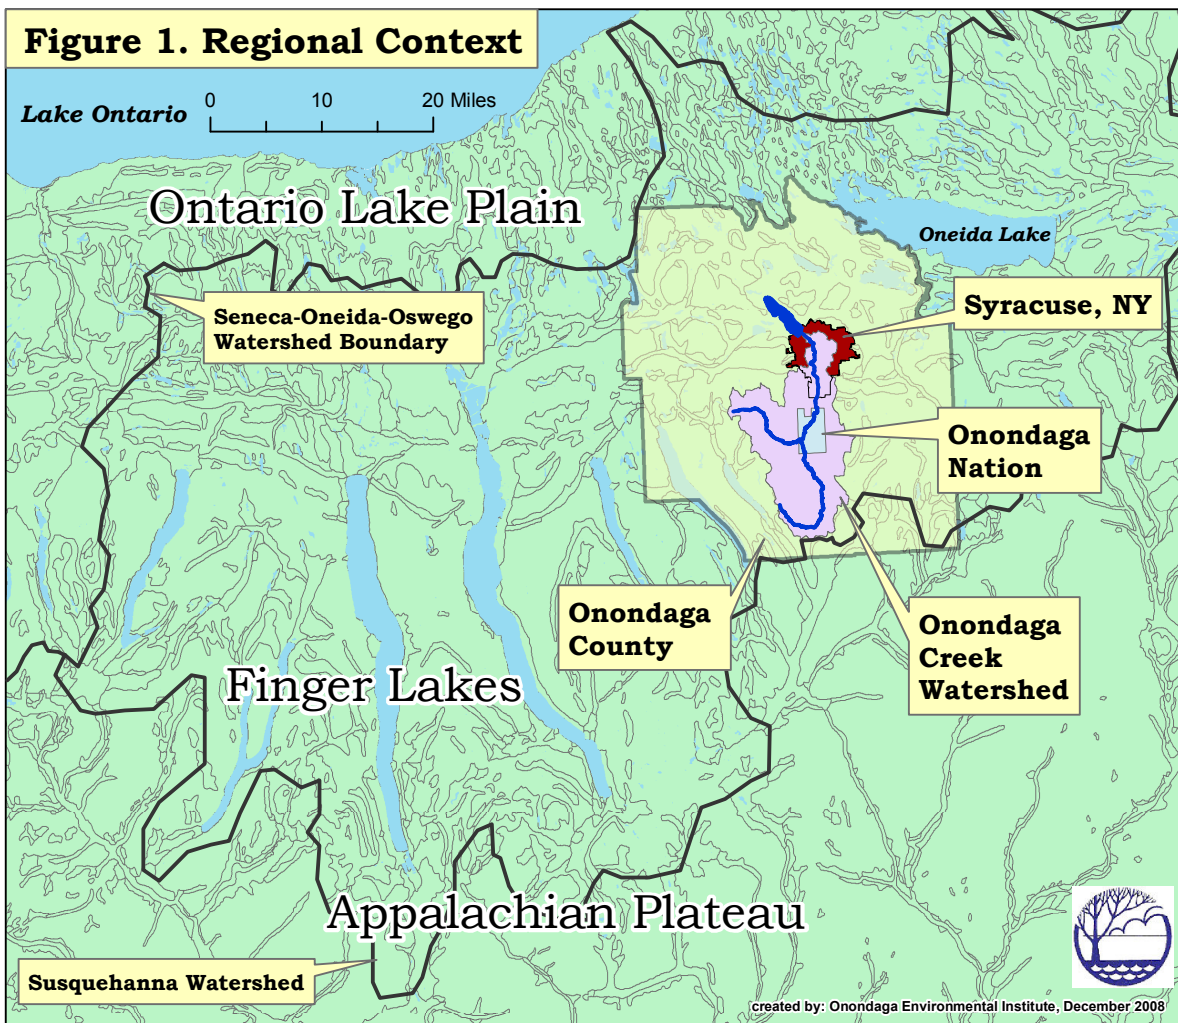 Figure 1. Regional Context
Lake Ontario
0 10 20 Miles
Ontario Lake Plain
Oneida Lake
Seneca-Oneida-Oswego
Watershed Boundary
Syracuse, NY
Onondaga
Nation
Onondaga
County
Onondaga
Creek
Watershed
Finger Lakes
Appalachian Plateau
Susquehanna Watershed
created by: Onondaga Environmental Institute, December 2008